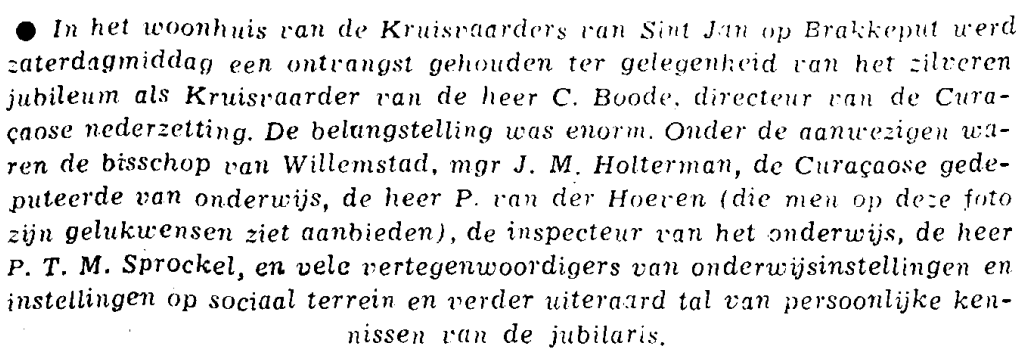 ● In het woonhuis van de Kruisvaarders van Sint Jan op Brakkeput werd
zaterdagmiddag een ontvangst gehouden ter gelegenheid van het zilveren
jubileum als Kruisvaarder van de heer C. Boode, directeur van de Cura-
çaose nederzetting. De belangstelling was enorm. Onder de aanwezigen wa-
ren de bisschop van Willemstad, mgr J. M. Holterman, de Curaçaose gede-
puteerde van onderwijs, de heer P. van der Hoeven (die men op deze foto
zijn gelukwensen ziet aanbieden), de inspecteur van het onderwijs, de heer
P. T. M. Sprockel, en vele vertegenwoordigers van onderwijsinstellingen en
instellingen op sociaal terrein en verder uiteraard tal van persoonlijke ken-
nissen van de jubilaris.